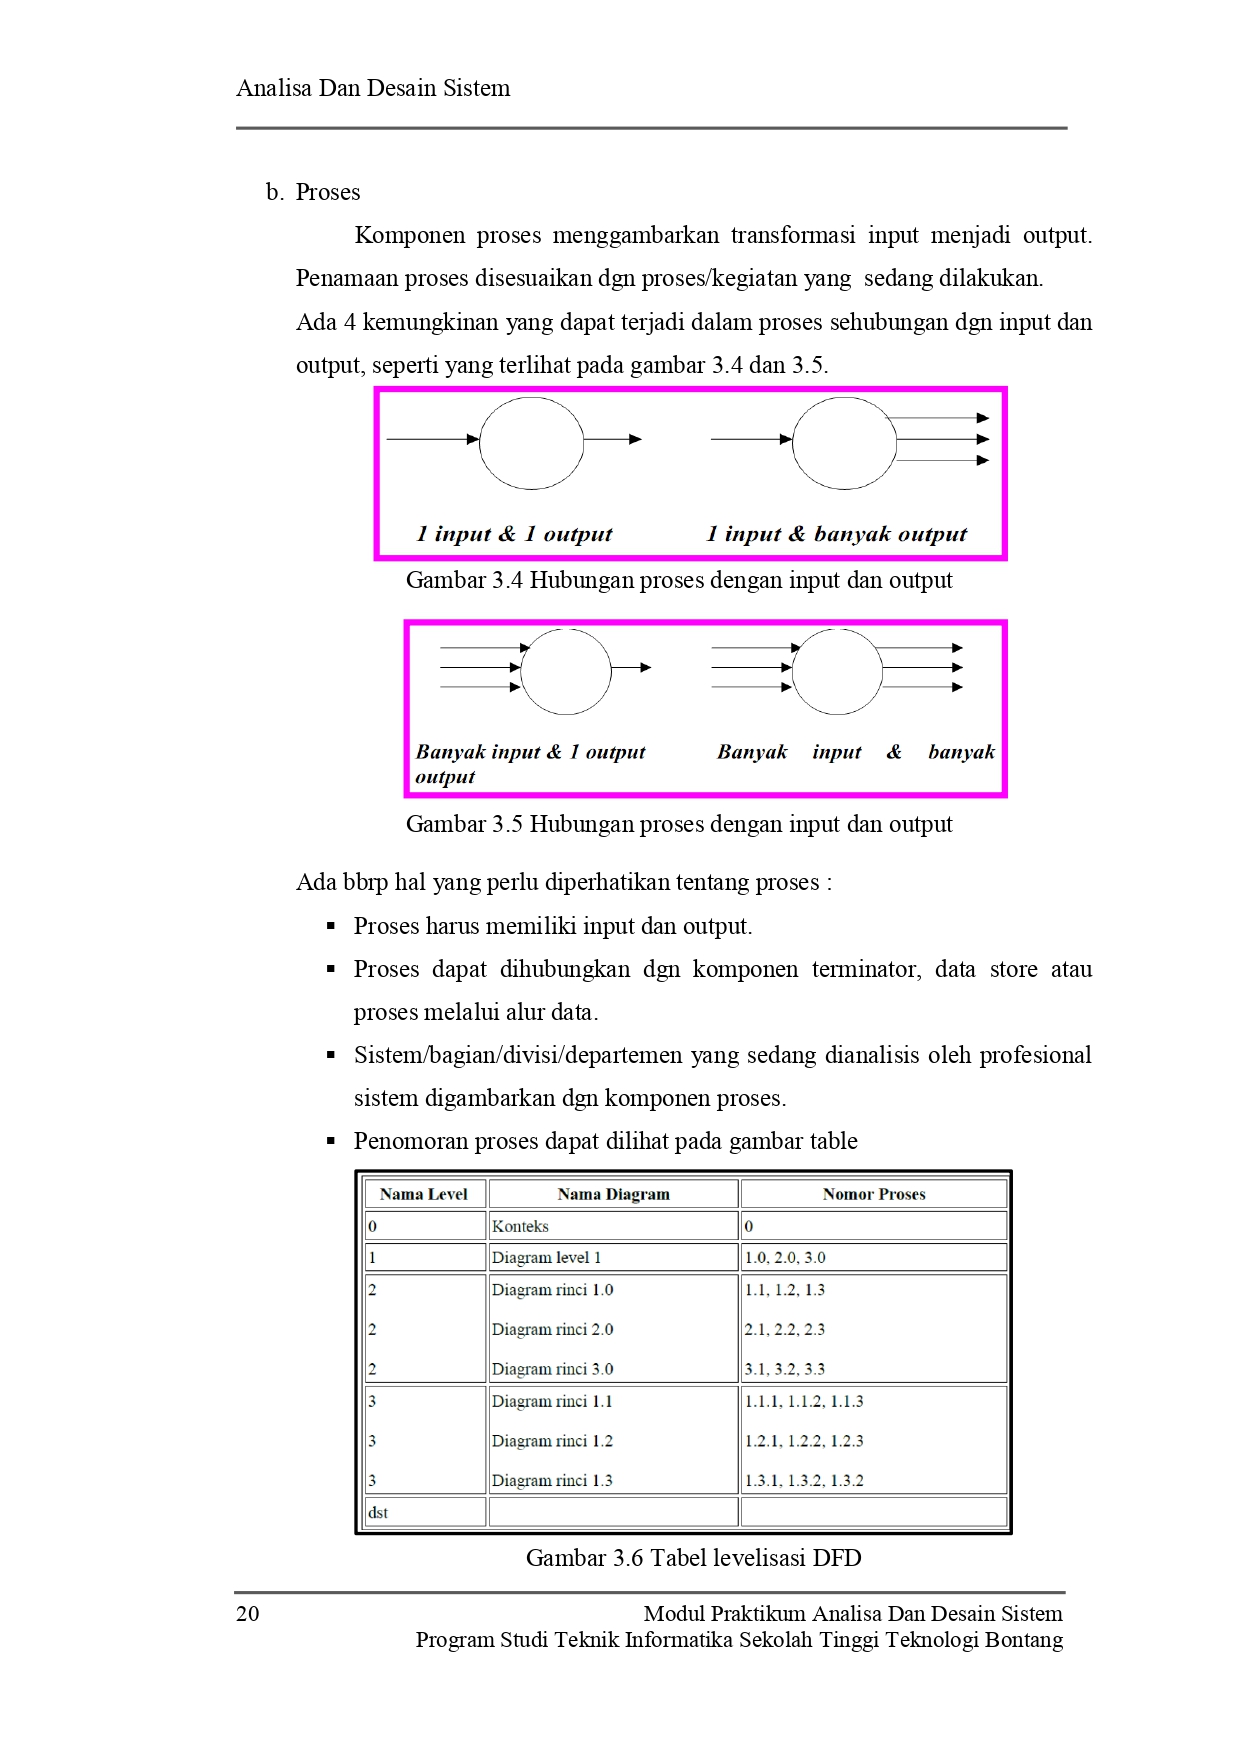 Analisa Dan Desain Sistem
b. Proses
Komponen proses menggambarkan transformasi input menjadi output.
Penamaan proses disesuaikan dgn proses/kegiatan yang sedang dilakukan.
Ada 4 kemungkinan yang dapat terjadi dalam proses sehubungan dgn input dan
output, seperti yang terlihat pada gambar 3.4 dan 3.5.
1 input & 1 output 1 input & banyak output
Gambar 3.4 Hubungan proses dengan input dan output
Banyak input & 1 output Banyak input & banyak
output
Gambar 3.5 Hubungan proses dengan input dan output
Ada bbrp hal yang perlu diperhatikan tentang proses :
▪ Proses harus memiliki input dan output.
▪ Proses dapat dihubungkan dgn komponen terminator, data store atau
proses melalui alur data.
▪ Sistem/bagian/divisi/departemen yang sedang dianalisis oleh profesional
sistem digambarkan dgn komponen proses.
▪ Penomoran proses dapat dilihat pada gambar table
Nama Level Nama Diagram Nomor Proses
0 Konteks 0
1 Diagram level 1 1.0, 2.0, 3.0
2 Diagram rinci 1.0 1.1, 1.2, 1.3
2 Diagram rinci 2.0 2.1, 2.2, 2.3
2 Diagram rinci 3.0 3.1, 3.2, 3.3
3 Diagram rinci 1.1 1.1.1, 1.1.2, 1.1.3
3 Diagram rinci 1.2 1.2.1, 1.2.2, 1.2.3
3 Diagram rinci 1.3 1.3.1, 1.3.2, 1.3.2
dst
Gambar 3.6 Tabel levelisasi DFD
20 Modul Praktikum Analisa Dan Desain Sistem
Program Studi Teknik Informatika Sekolah Tinggi Teknologi Bontang